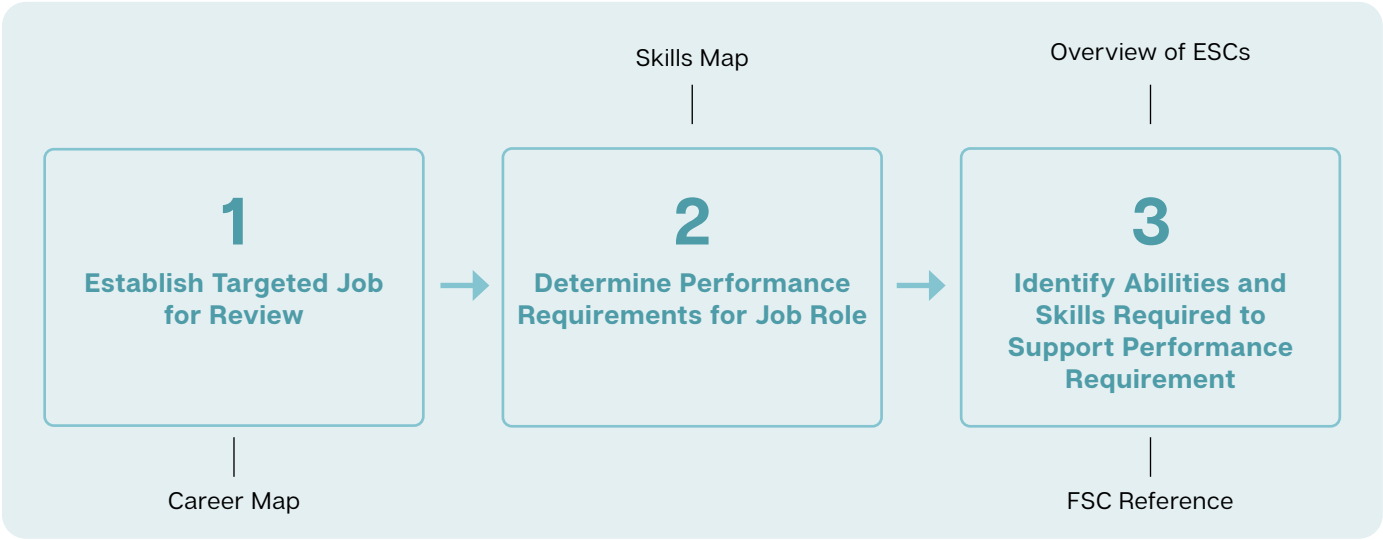 Skills Map
Overview of ESCs
1
Establish Targeted Job
for Review
2
Determine Performance
Requirements for Job Role
3
Identify Abilities and
Skills Required to
Support Performance
Requirement
Career Map
FSC Reference